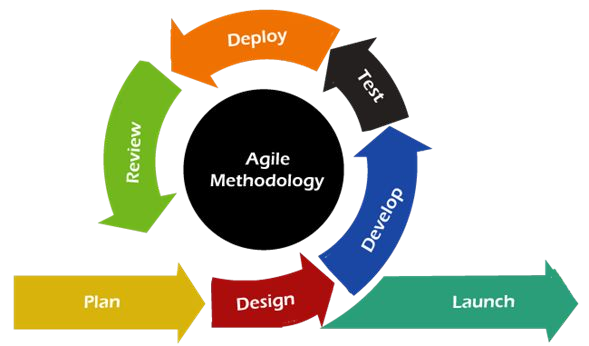 Deploy
Test
Review
Agile
Methodology
Develop
Plan
Design
Launch